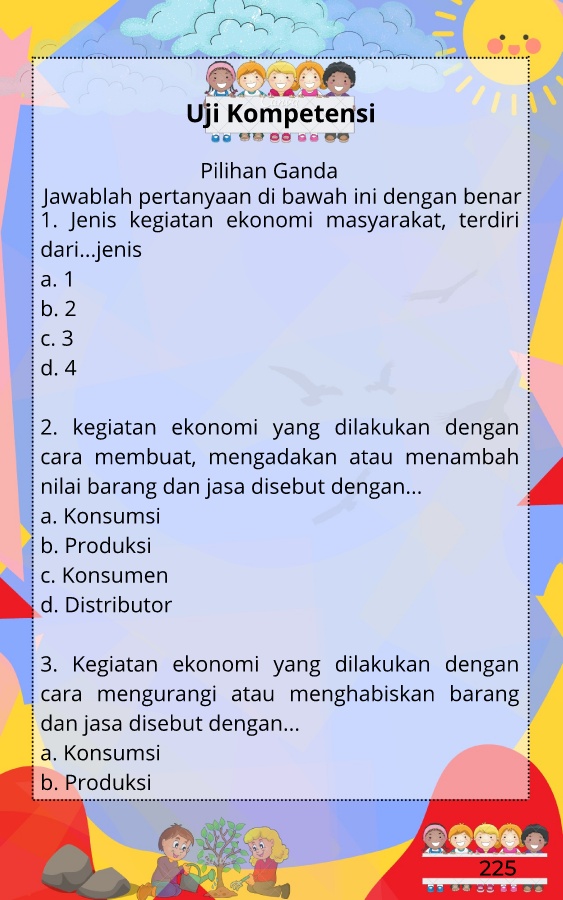 Uji Kompetensi
Pilihan Ganda
Jawablah pertanyaan di bawah ini dengan benar
1. Jenis kegiatan ekonomi masyarakat, terdiri
dari...jenis
a. 1
b. 2
c. 3
d. 4
2. kegiatan ekonomi yang dilakukan dengan
cara membuat, mengadakan atau menambah
nilai barang dan jasa disebut dengan...
a. Konsumsi
b. Produksi
c. Konsumen
d. Distributor
3. Kegiatan ekonomi yang dilakukan dengan
cara mengurangi atau menghabiskan barang
dan jasa disebut dengan...
a. Konsumsi
b. Produksi
225